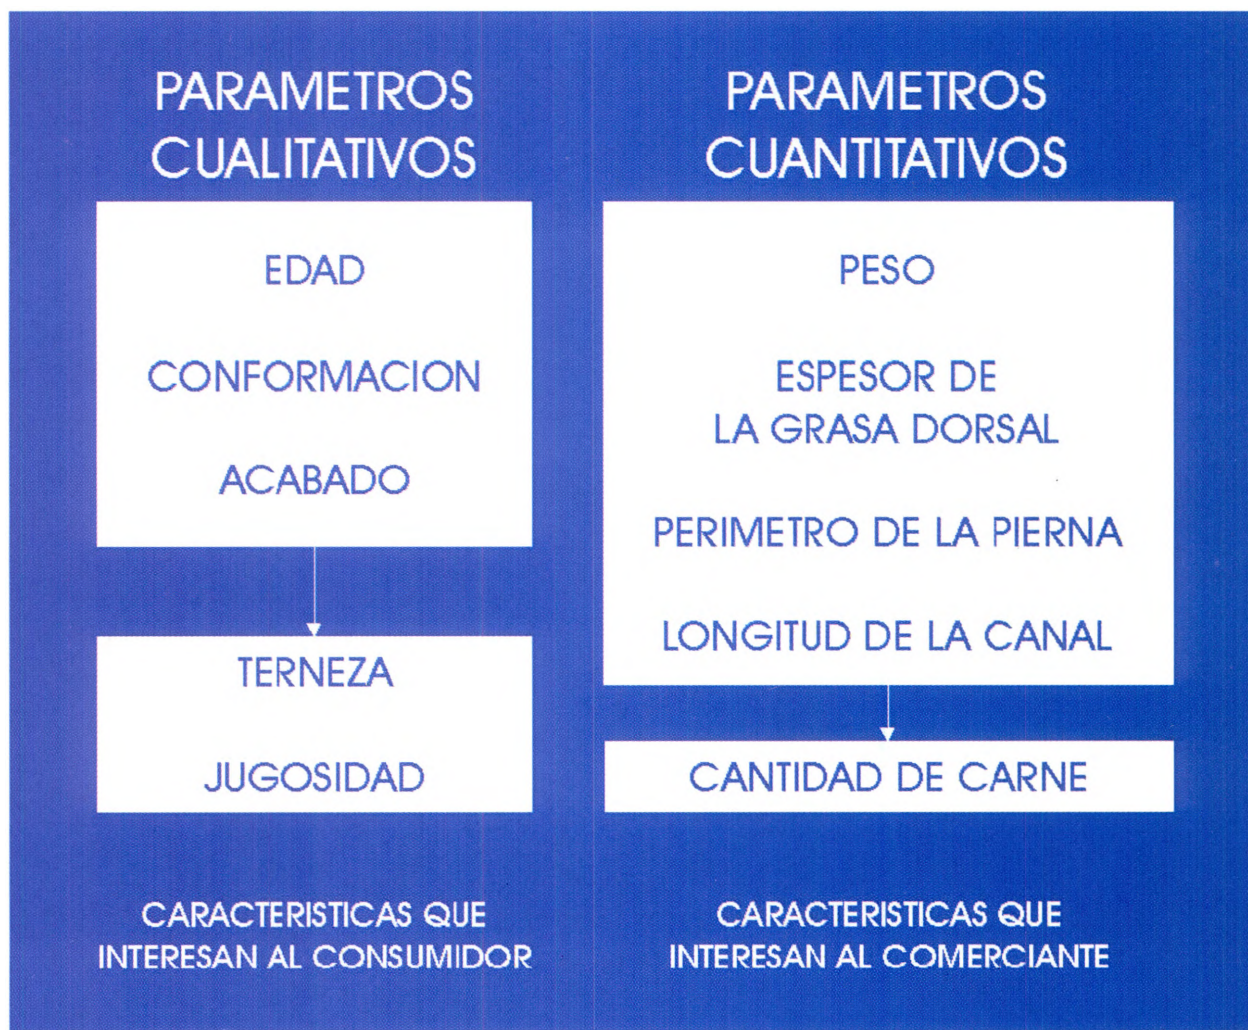 PARAMETROS
CUALITATIVOS
EDAD
CONFORMACION
ACABADO
TERNEZA
JUGOSIDAD
CARACTERISTICAS QUE
INTERESAN AL CONSUMIDOR
PARAMETROS
CUANTITATIVOS
PESO
ESPESOR DE
LA GRASA DORSAL
PERIMETRO DE LA PIERNA
LONGITUD DE LA CANAL
CANTIDAD DE CARNE
CARACTERISTICAS QUE
INTERESAN AL COMERCIANTE